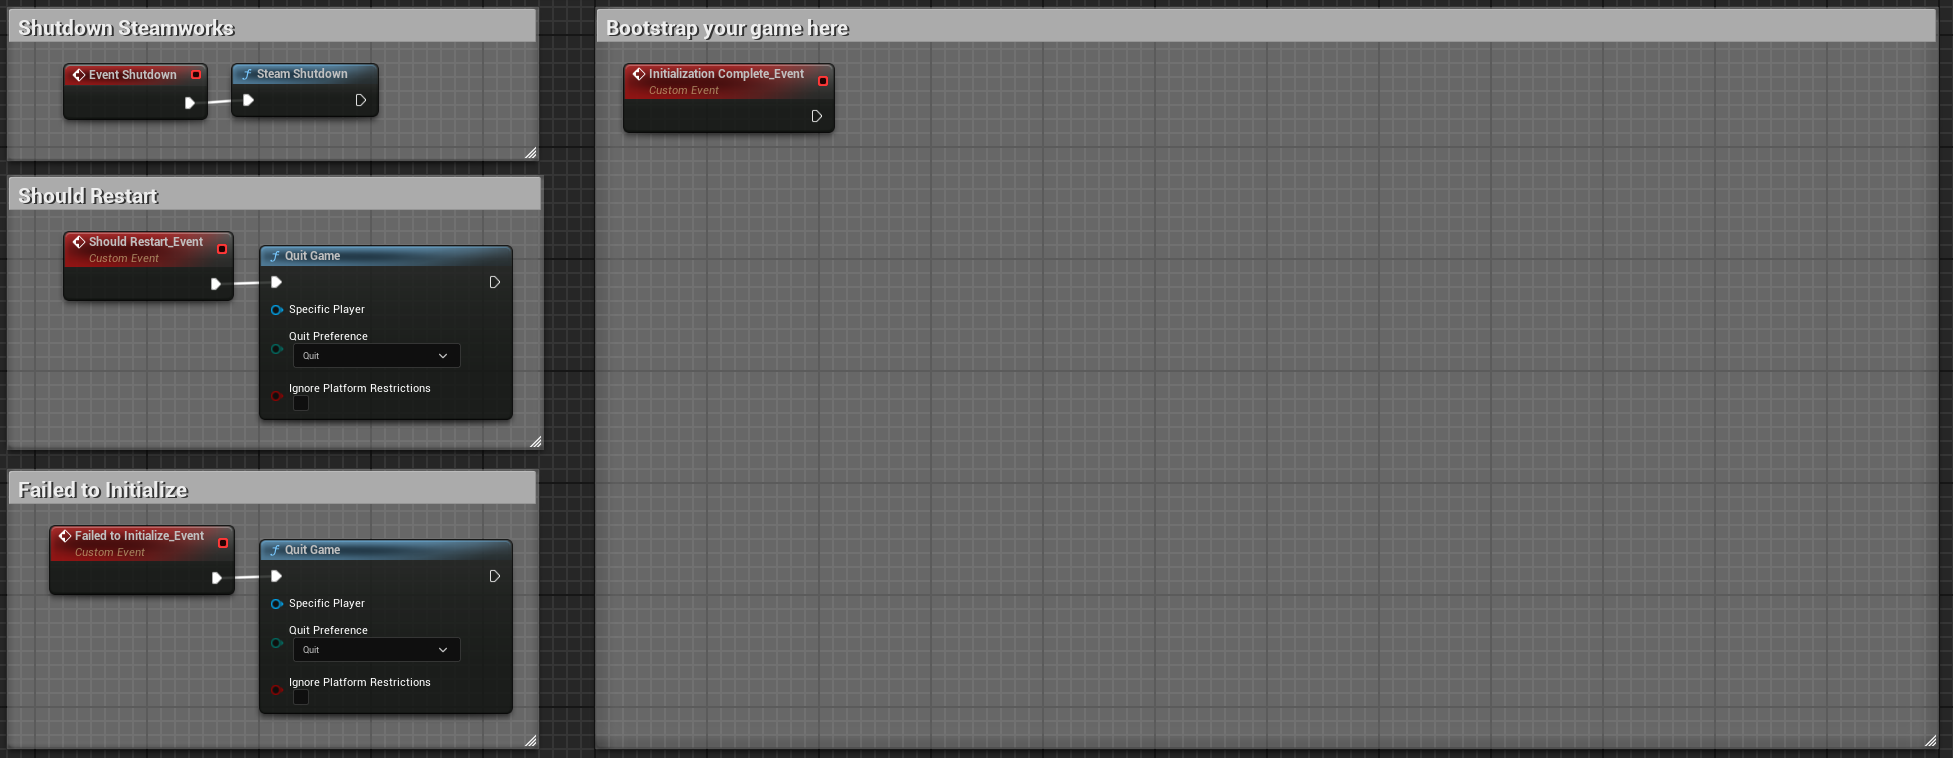 Shutdown Steamworks
Event Shutdown
Steam Shutdown
Should Restart
Should Restart_Event
Custom Event
Quit Game
Specific Player
Quit Preference
Quit
Ignore Platform Restrictions
Failed to Initialize
Failed to Initialize_Event
Custom Event
Quit Game
Specific Player
Quit Preference
Quit
Ignore Platform Restrictions
Bootstrap your game here
Initialization Complete_Event
Custom Event